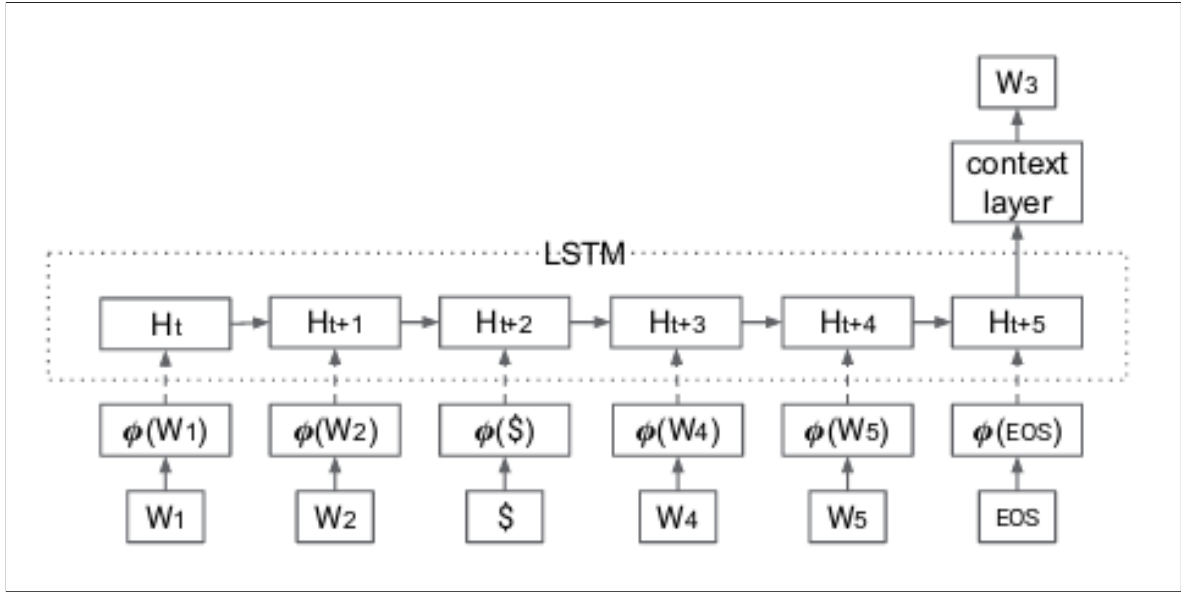 W3
context
layer
LSTM
Ht Ht+1 Ht+2 Ht+3 Ht+4 Ht+5
ϕ(W1) ϕ(W2) ϕ($) ϕ(W4) ϕ(W5) ϕ(EOS)
W1 W2 $ W4 W5 EOS